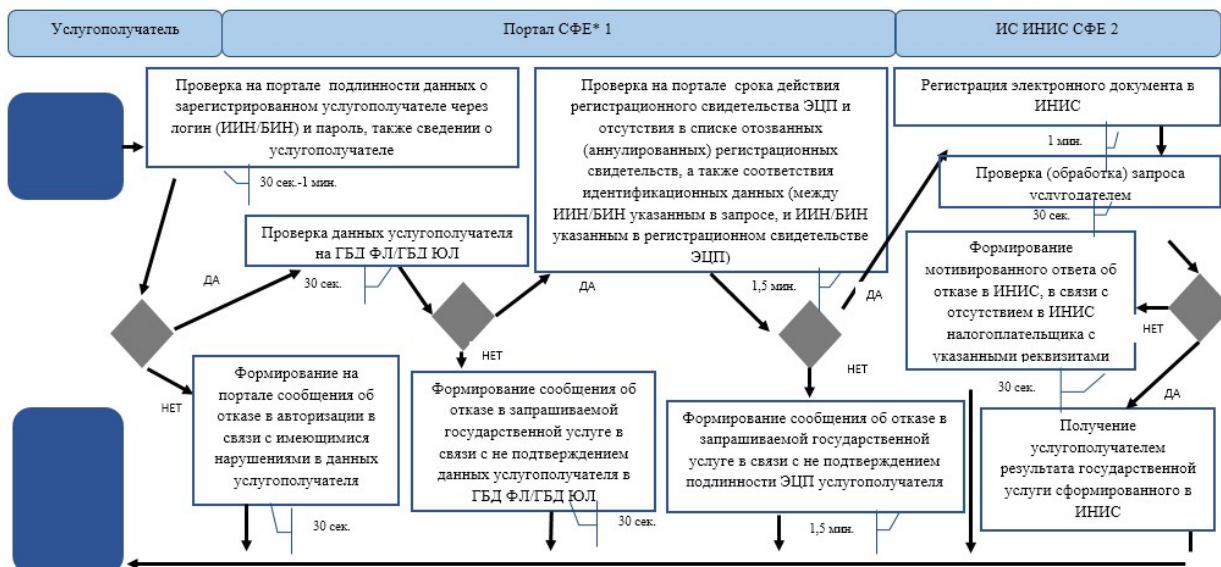 Услугополучатель
Портал СФЕ* 1
ИС ИНИС СФЕ 2
Проверка на портале подлинности данных о
зарегистрированном услугополучателе через
логин (ИИН/БИН) и пароль, также сведении о
услугополучателе
30 сек.-1 мин.
Проверка данных услугополучателя
на ГБД ФЛ/ГБД ЮЛ
30 сек.
ДА
НЕТ
Формирование на
портале сообщения об
отказе в авторизации в
связи с имеющимися
нарушениями в данных
услугополучателя
30 сек.
Проверка на портале срока действия
регистрационного свидетельства ЭЦП и
отсутствия в списке отозванных
(аннулированных) регистрационных
свидетельств, а также соответствия
идентификационных данных (между
ИИН/БИН указанным в запросе, и ИИН/БИН
указанным в регистрационном свидетельстве
ЭЦП)
1,5 мин.
ДА
НЕТ
Формирование сообщения об
отказе в запрашиваемой
государственной услуге в
связи с не подтверждением
данных услугополучателя в
ГБД ФЛ/ГБД ЮЛ
30 сек.
ДА
НЕТ
Формирование сообщения об отказе в
запрашиваемой государственной
услуге в связи с не подтверждением
подлинности ЭЦП услугополучателя
1,5 мин.
Регистрация электронного документа в
ИНИС
1 мин.
Проверка (обработка) запроса
услугодателем
30 сек.
Формирование
мотивированного ответа об
отказе в ИНИС, в связи с
отсутствием в ИНИС
налогоплательщика с
указанными реквизитами
30 сек.
НЕТ
ДА
Получение
услугополучателем
результата государственной
услуги сформированного в
ИНИС